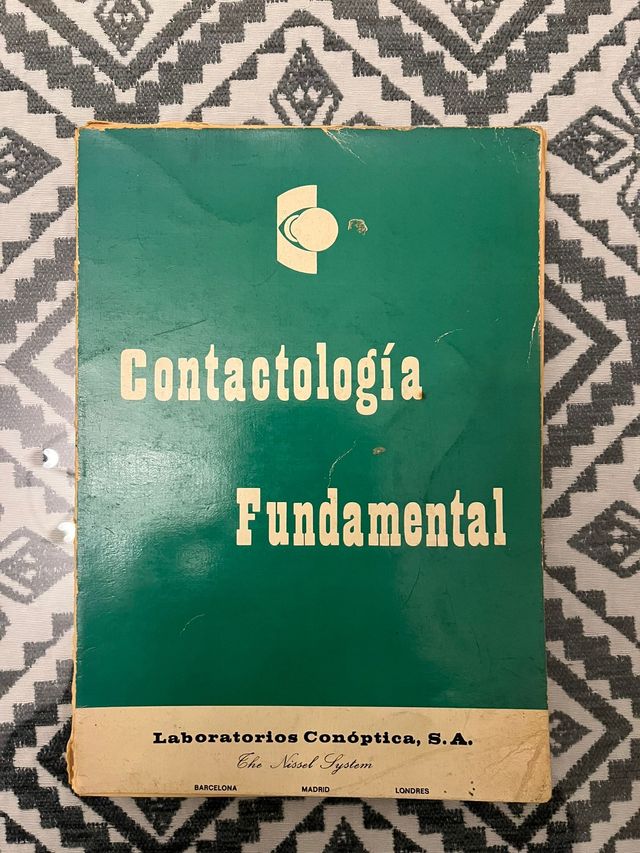 Contactología
Fundamental
Laboratorios Conóptica, S.A.
The Nissel System
BARCELONA MADRID LONDRES